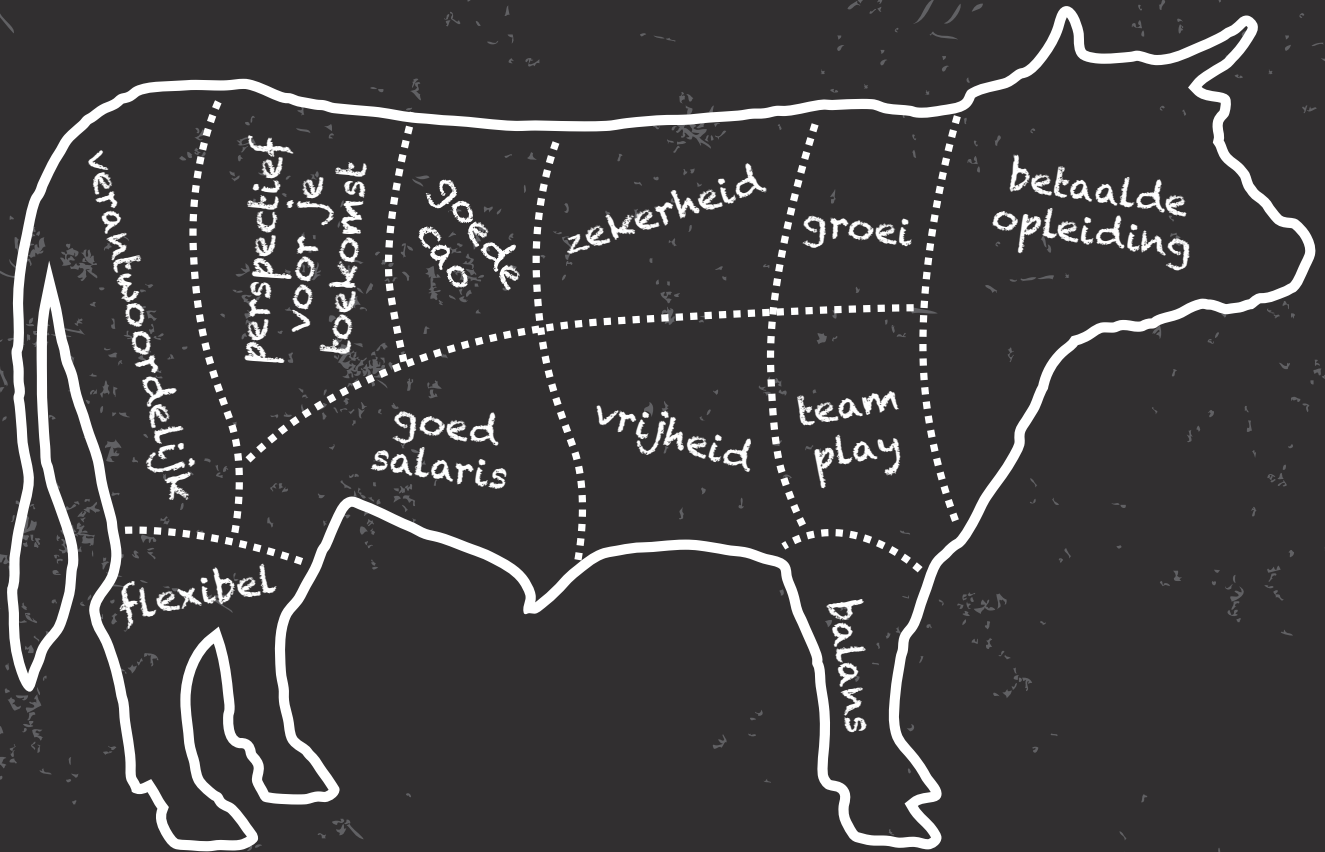 verantwoordelijk
perspectief
voor je
toekomst
goede
cao
zekerheid
groei
betaalde
opleiding
goed
salaris
vrijheid
team
play
flexibel
balans